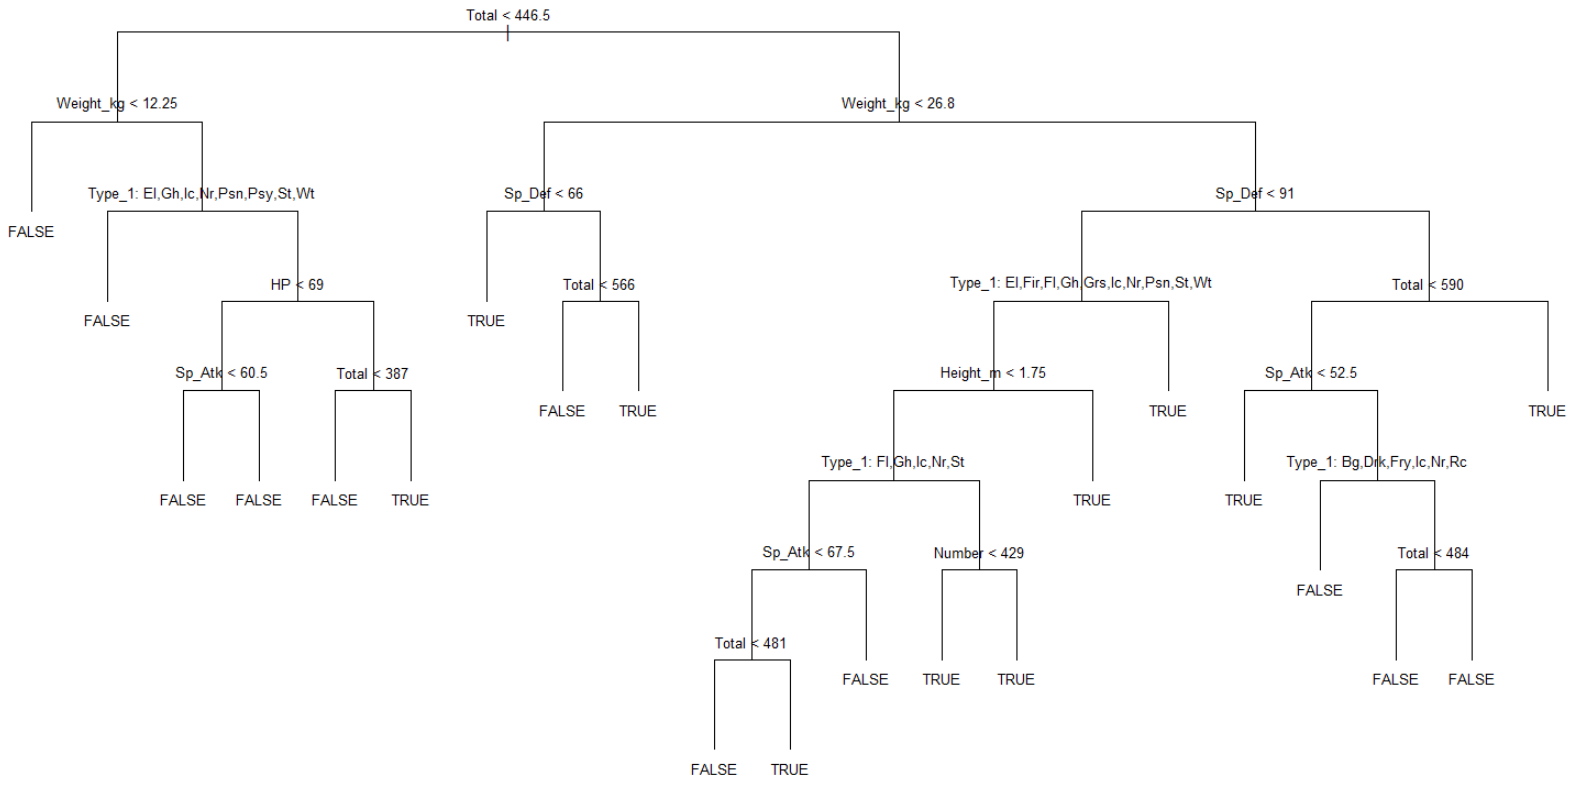 Total < 446.5
Weight_kg < 12.25
Weight_kg < 26.8
Type_1: El,Gh,Ic,Nr,Psn,Psy,St,Wt
Sp_Def < 66
Sp_Def < 91
FALSE
HP < 69
Total < 566
Type_1: El,Fir,Fl,Gh,Grs,Ic,Nr,Psn,St,Wt
Total < 590
FALSE
TRUE
Sp_Atk < 60.5
Total < 387
Height_m < 1.75
Sp_Atk < 52.5
FALSE
TRUE
TRUE
TRUE
Type_1: Fl,Gh,Ic,Nr,St
Type_1: Bg,Drk,Fry,Ic,Nr,Rc
FALSE
FALSE
FALSE
TRUE
TRUE
TRUE
Sp_Atk < 67.5
Number < 429
Total < 484
FALSE
Total < 481
FALSE
TRUE
TRUE
FALSE
FALSE
FALSE
TRUE